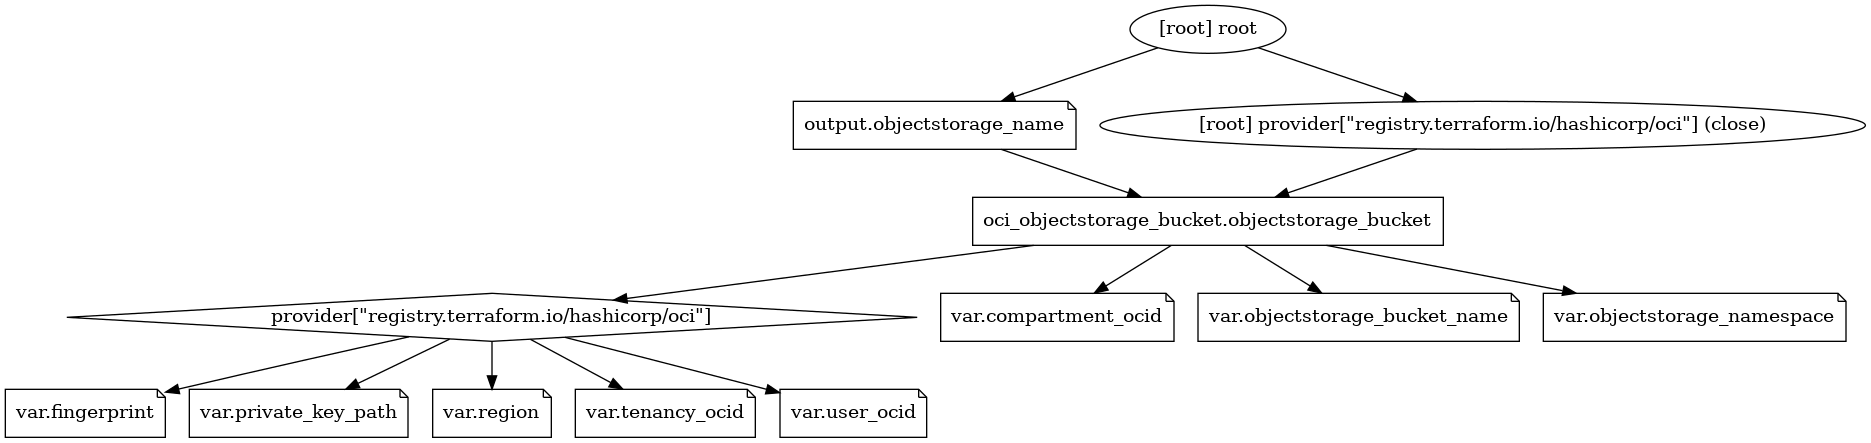 [root] root
output.objectstorage_name
[root] provider["registry.terraform.io/hashicorp/oci"] (close)
oci_objectstorage_bucket.objectstorage_bucket
provider["registry.terraform.io/hashicorp/oci"]
var.compartment_ocid
var.objectstorage_bucket_name
var.objectstorage_namespace
var.fingerprint
var.private_key_path
var.region
var.tenancy_ocid
var.user_ocid